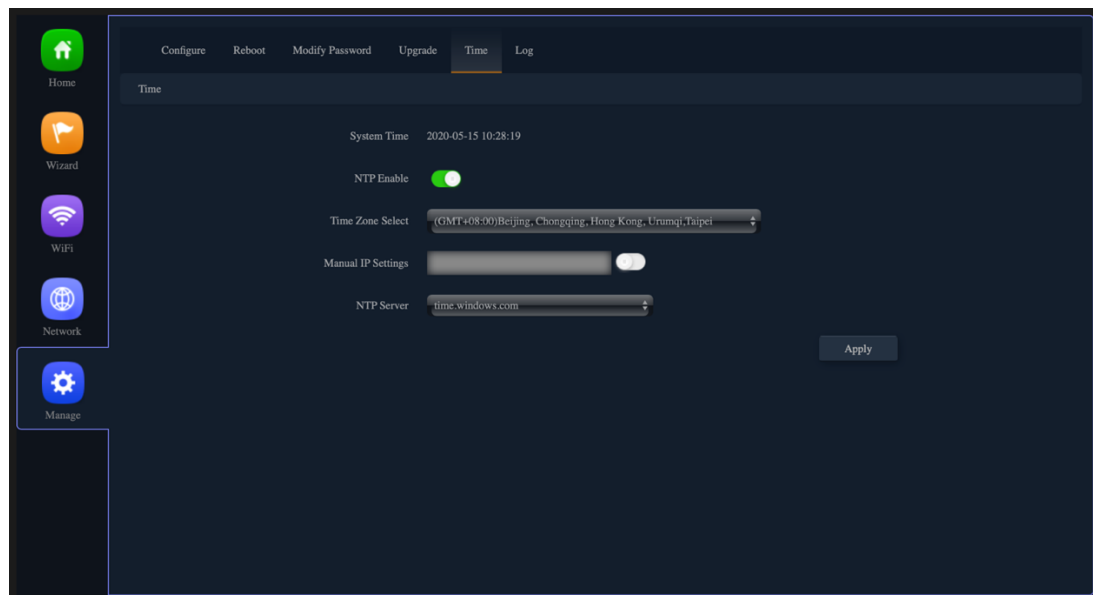 Home
Wizard
WiFi
Network
Manage
Configure Reboot Modify Password Upgrade Time Log
Time
System Time 2020-05-15 10:28:19
NTP Enable
Time Zone Select (GMT+08:00)Beijing, Chongqing, Hong Kong, Urumqi,Taipei
Manual IP Settings
NTP Server time.windows.com
Apply